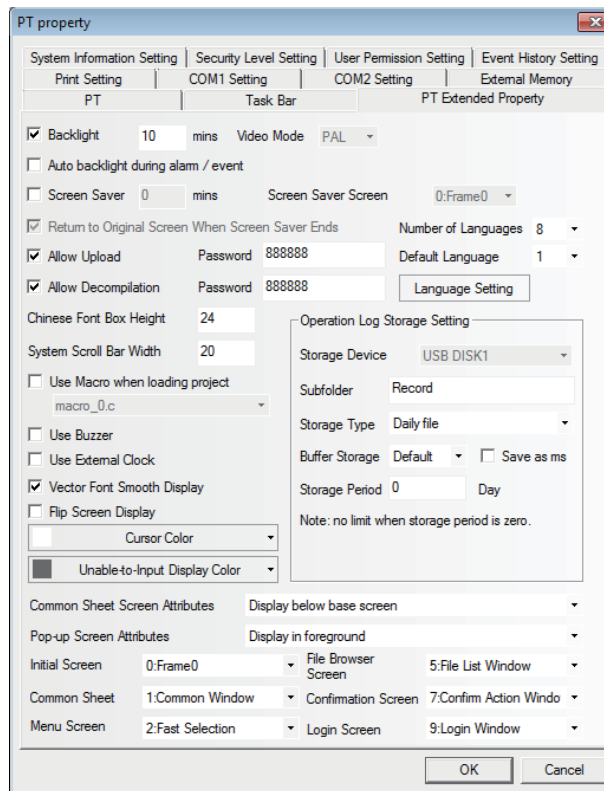 PT property
System Information Setting Security Level Setting User Permission Setting Event History Setting
Print Setting COM1 Setting COM2 Setting External Memory
PT Task Bar PT Extended Property
Backlight 10 mins Video Mode PAL
Auto backlight during alarm / event
Screen Saver 0 mins Screen Saver Screen 0:Frame0
Return to Original Screen When Screen Saver Ends Number of Languages 8
Allow Upload Password 888888 Default Language 1
Allow Decompilation Password 888888 Language Setting
Chinese Font Box Height 24
System Scroll Bar Width 20
Use Macro when loading project
macro_0.c
Use Buzzer
Use External Clock
Vector Font Smooth Display
Flip Screen Display
Cursor Color
Unable-to-Input Display Color
Operation Log Storage Setting
Storage Device USB DISK1
Subfolder Record
Storage Type Daily file
Buffer Storage Default Save as ms
Storage Period 0 Day
Note: no limit when storage period is zero.
Common Sheet Screen Attributes Display below base screen
Pop-up Screen Attributes Display in foreground
Initial Screen 0:Frame0 File Browser Screen 5:File List Window
Common Sheet 1:Common Window Confirmation Screen 7:Confirm Action Windo
Menu Screen 2:Fast Selection Login Screen 9:Login Window
OK Cancel